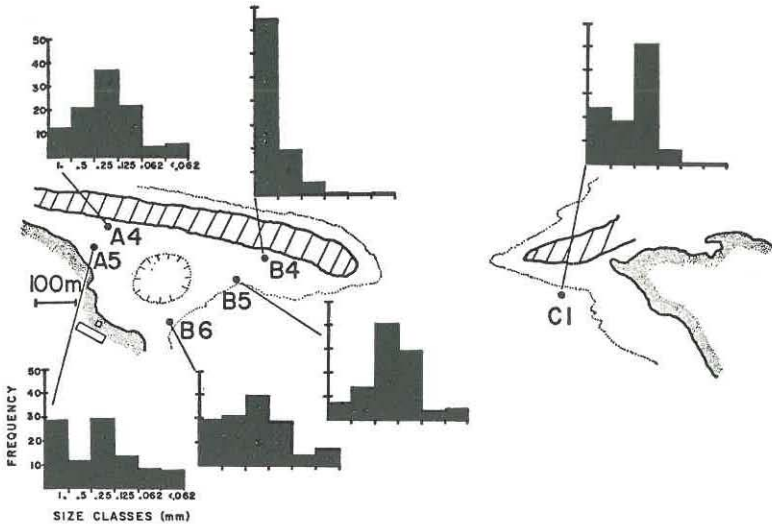 50
40
30
20
10
1. .5 .25 .125 .062 <.062
A4
A5
B4
B5
B6
C1
100m
FREQUENCY
50
40
30
20
10
1. .5 .25 .125 .062 <.062
SIZE CLASSES (mm)